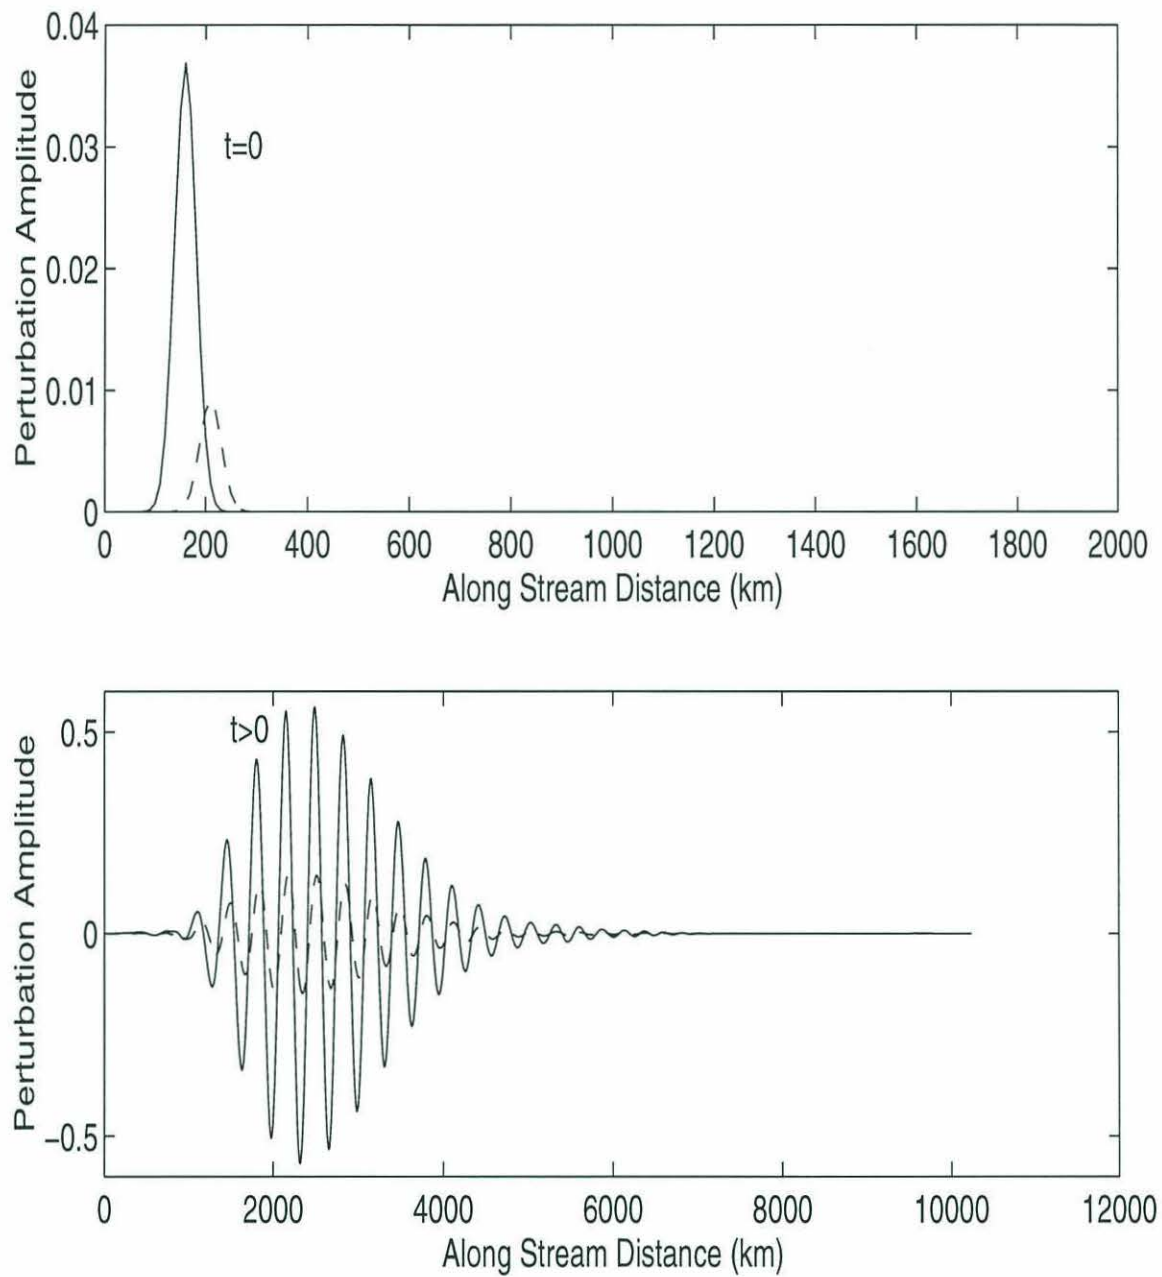 Perturbation Amplitude
0.04
0.03
0.02
0.01
0
t=0
0 200 400 600 800 1000 1200 1400 1600 1800 2000
Along Stream Distance (km)
Perturbation Amplitude
0.5
0
−0.5
t>0
0 2000 4000 6000 8000 10000 12000
Along Stream Distance (km)